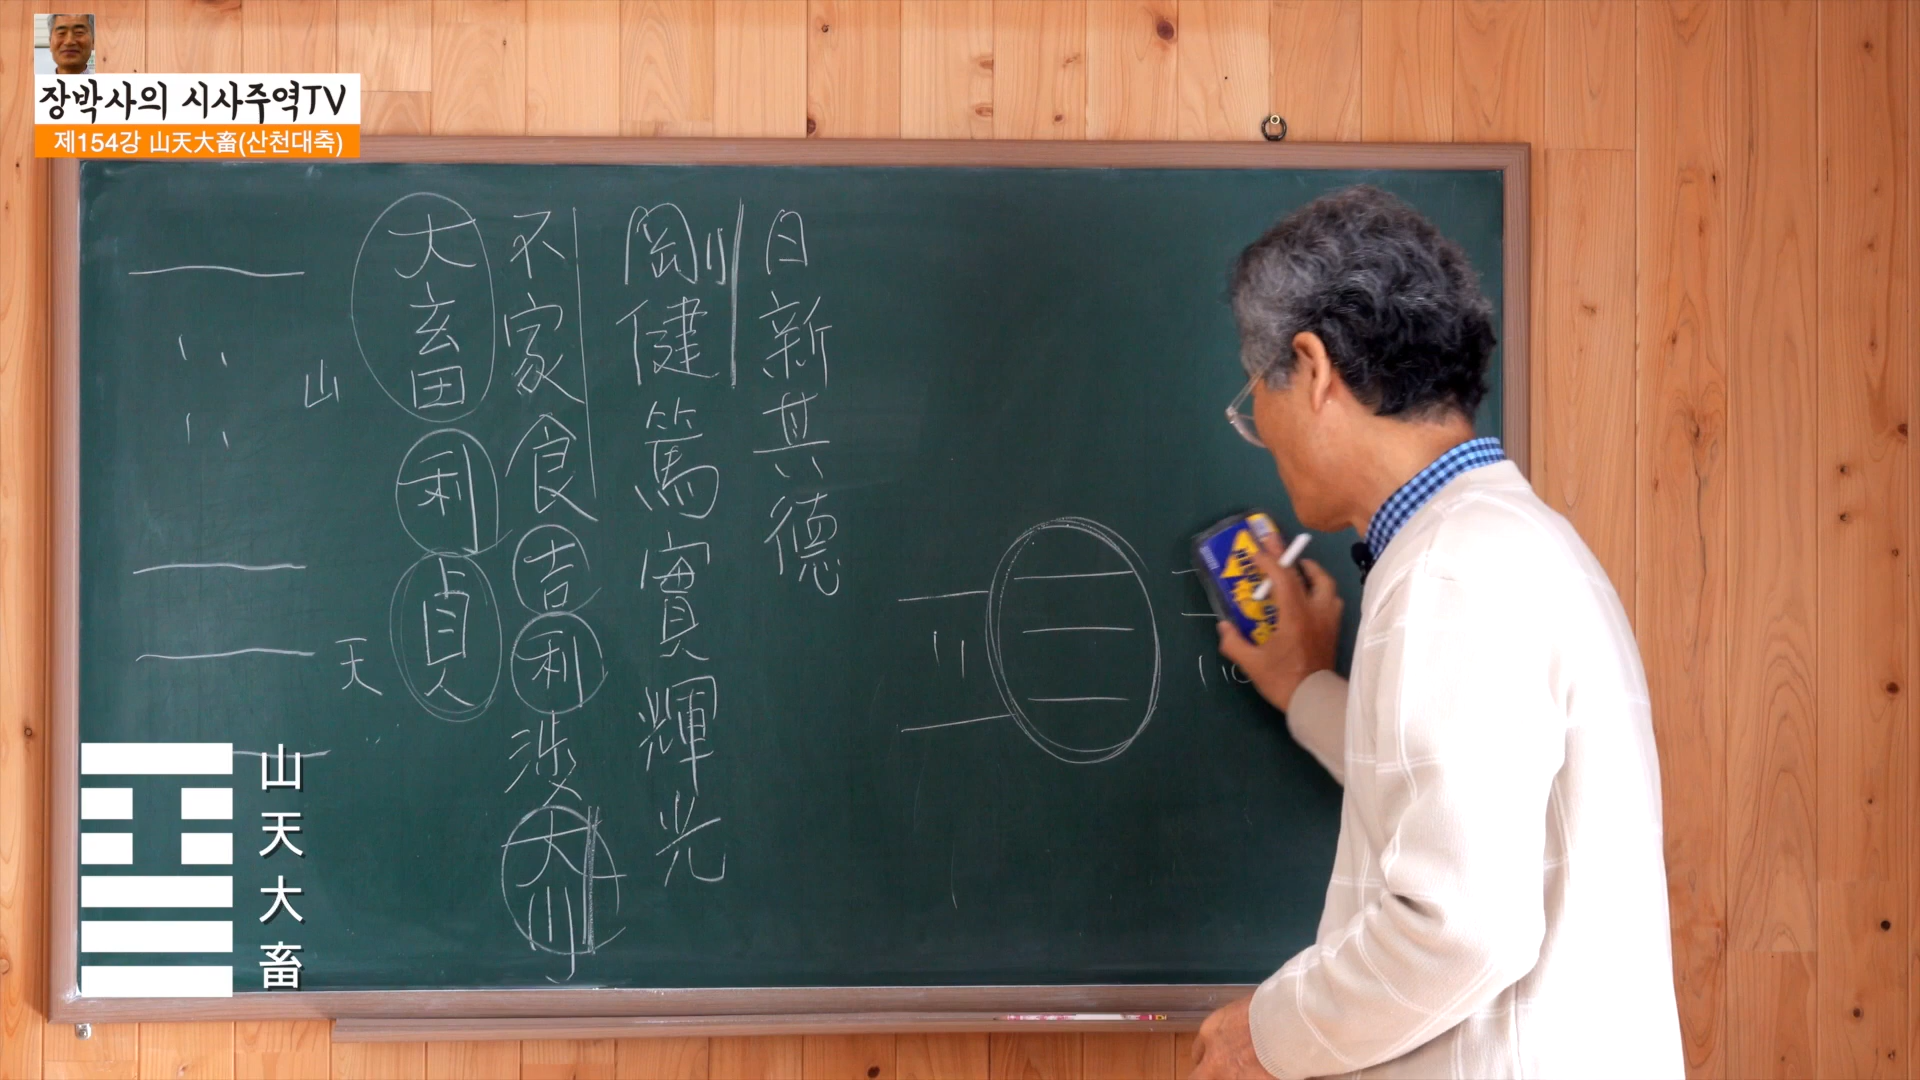 장박사의 시사주역TV
제154강 山天大畜(산천대축)
大畜利貞
不家食吉利涉大川
剛健篤實輝光
日新其德
山
天
山天大畜